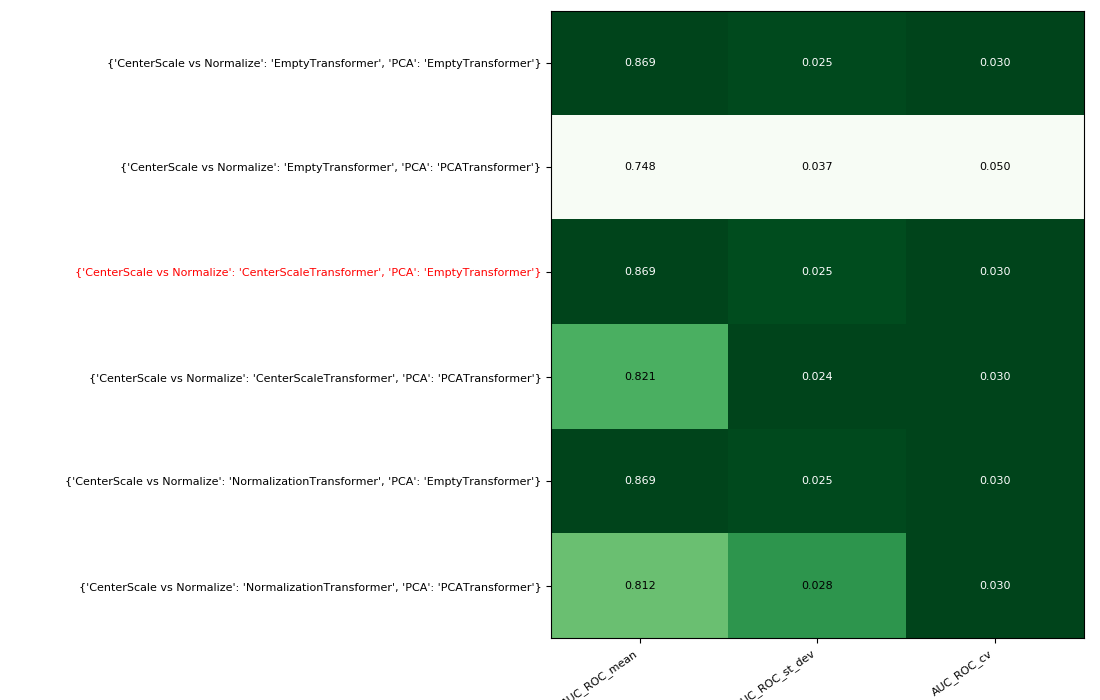 {'CenterScale vs Normalize': 'EmptyTransformer', 'PCA': 'EmptyTransformer'} 0.869 0.025 0.030
{'CenterScale vs Normalize': 'EmptyTransformer', 'PCA': 'PCATransformer'} 0.748 0.037 0.050
{'CenterScale vs Normalize': 'CenterScaleTransformer', 'PCA': 'EmptyTransformer'} 0.869 0.025 0.030
{'CenterScale vs Normalize': 'CenterScaleTransformer', 'PCA': 'PCATransformer'} 0.821 0.024 0.030
{'CenterScale vs Normalize': 'NormalizationTransformer', 'PCA': 'EmptyTransformer'} 0.869 0.025 0.030
{'CenterScale vs Normalize': 'NormalizationTransformer', 'PCA': 'PCATransformer'} 0.812 0.028 0.030
UC_ROC_mean
UC_ROC_st_dev
AUC_ROC_cv